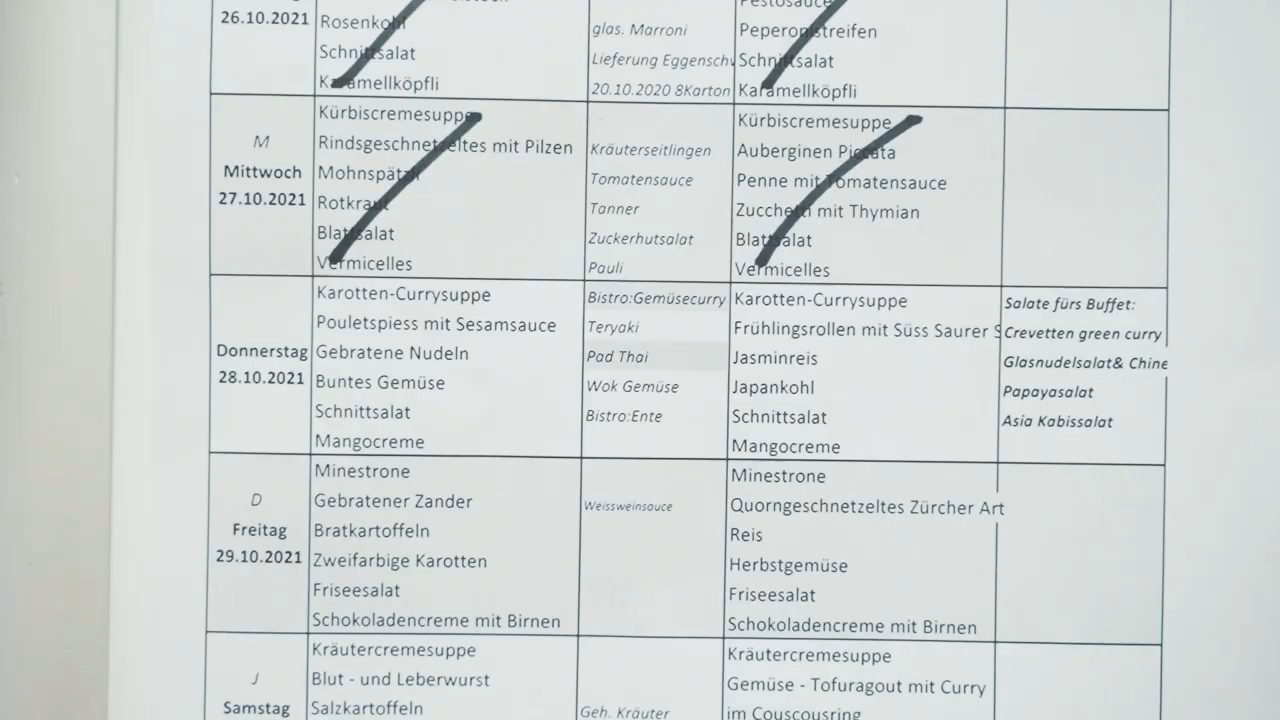 26.10.2021
Rosenkohl
Schnittsalat
Karamellköpfli
glas. Marroni
Lieferung Eggenschw
20.10.2020 8Karton
Pestosauce
Peperonistreifen
Schnittsalat
Karamellköpfli
M
Mittwoch
27.10.2021
Kürbiscremesuppe
Rindsgeschnetzeltes mit Pilzen
Mohnspätzli
Rotkraut
Blattsalat
Vermicelles
Kräuterseitlingen
Tomatensauce
Tanner
Zuckerhutsalat
Pauli
Kürbiscremesuppe
Auberginen Piccata
Penne mit Tomatensauce
Zucchetti mit Thymian
Blattsalat
Vermicelles
Donnerstag
28.10.2021
Karotten-Currysuppe
Pouletspiess mit Sesamsauce
Gebratene Nudeln
Buntes Gemüse
Schnittsalat
Mangocreme
Bistro:Gemüsecurry
Teryaki
Pad Thai
Wok Gemüse
Bistro:Ente
Karotten-Currysuppe
Frühlingsrollen mit Süss Saurer S
Jasminreis
Japankohl
Schnittsalat
Mangocreme
Salate fürs Buffet:
Crevetten green curry
Glasnudelsalat& Chine
Papayasalat
Asia Kabissalat
D
Freitag
29.10.2021
Minestrone
Gebratener Zander
Bratkartoffeln
Zweifarbige Karotten
Friseesalat
Schokoladencreme mit Birnen
Weissweinsauce
Minestrone
Quorngeschnetzeltes Zürcher Art
Reis
Herbstgemüse
Friseesalat
Schokoladencreme mit Birnen
J
Samstag
Kräutercremesuppe
Blut - und Leberwurst
Salzkartoffeln
Geh. Kräuter
Kräutercremesuppe
Gemüse - Tofuragout mit Curry
im Couscousring